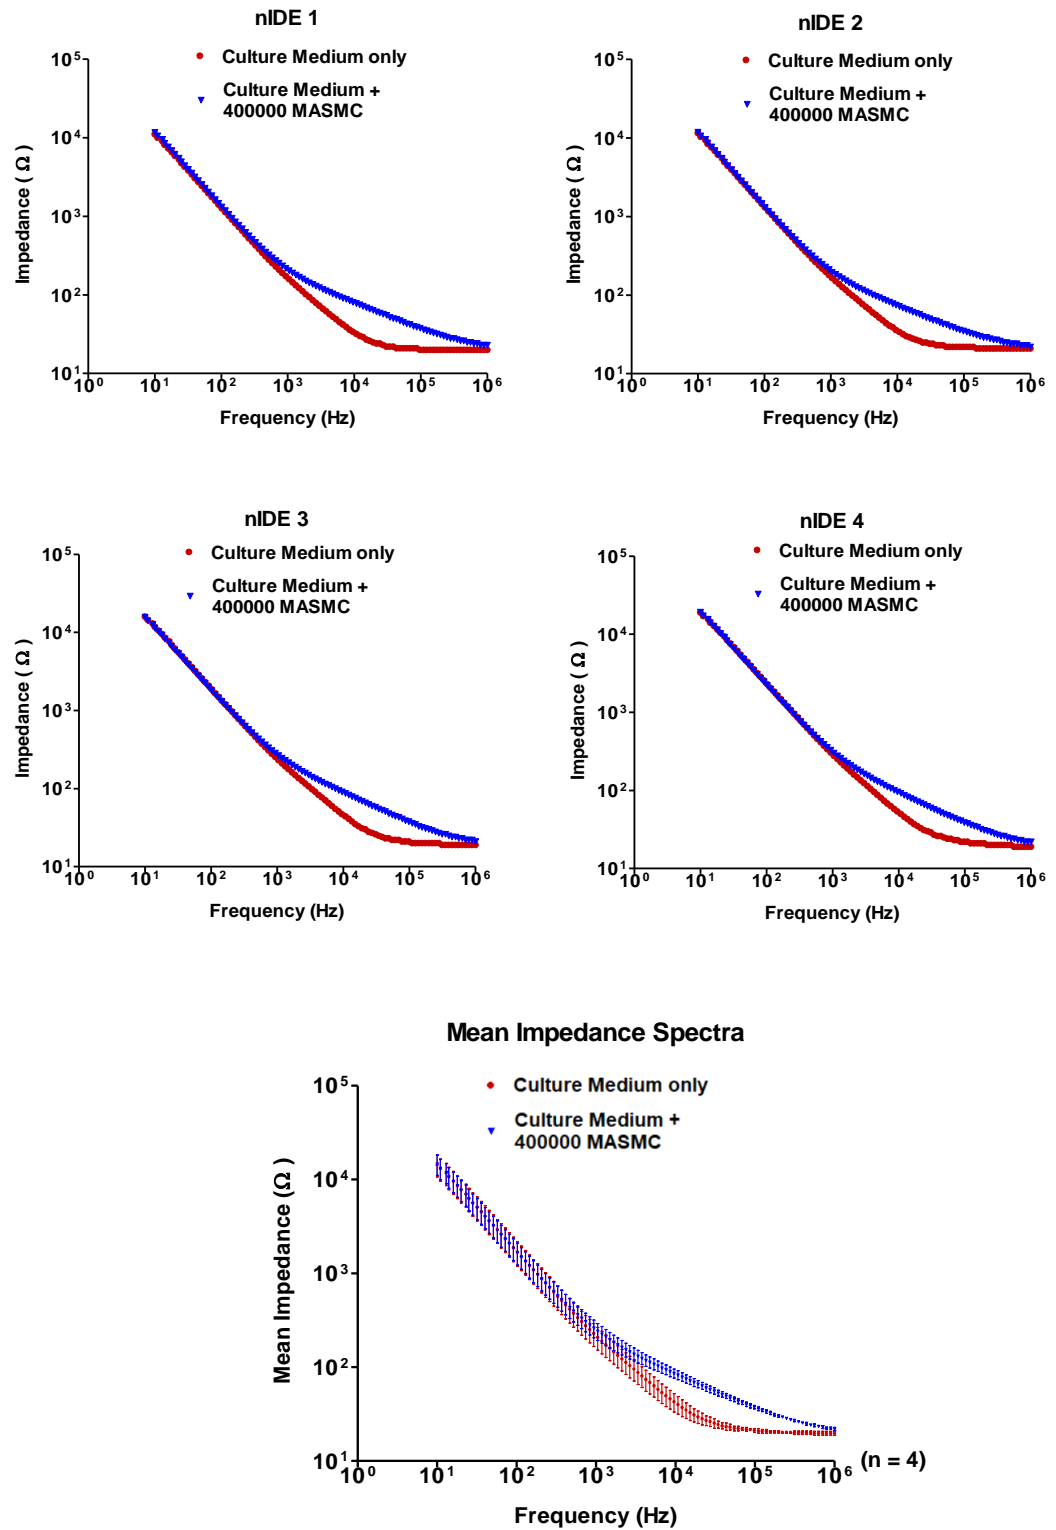 nIDE 1
Culture Medium only
Culture Medium +
400000 MASMC
10⁵
10⁴
10³
10²
10¹
Impedance ( Ω )
10⁰ 10¹ 10² 10³ 10⁴ 10⁵ 10⁶
Frequency (Hz)
nIDE 2
Culture Medium only
Culture Medium +
400000 MASMC
10⁵
10⁴
10³
10²
10¹
Impedance ( Ω )
10⁰ 10¹ 10² 10³ 10⁴ 10⁵ 10⁶
Frequency (Hz)
nIDE 3
Culture Medium only
Culture Medium +
400000 MASMC
10⁵
10⁴
10³
10²
10¹
Impedance ( Ω )
10⁰ 10¹ 10² 10³ 10⁴ 10⁵ 10⁶
Frequency (Hz)
nIDE 4
Culture Medium only
Culture Medium +
400000 MASMC
10⁵
10⁴
10³
10²
10¹
Impedance ( Ω )
10⁰ 10¹ 10² 10³ 10⁴ 10⁵ 10⁶
Frequency (Hz)
Mean Impedance Spectra
Culture Medium only
Culture Medium +
400000 MASMC
10⁵
10⁴
10³
10²
10¹
Mean Impedance (Ω )
10⁰ 10¹ 10² 10³ 10⁴ 10⁵ 10⁶
(n = 4)
Frequency (Hz)